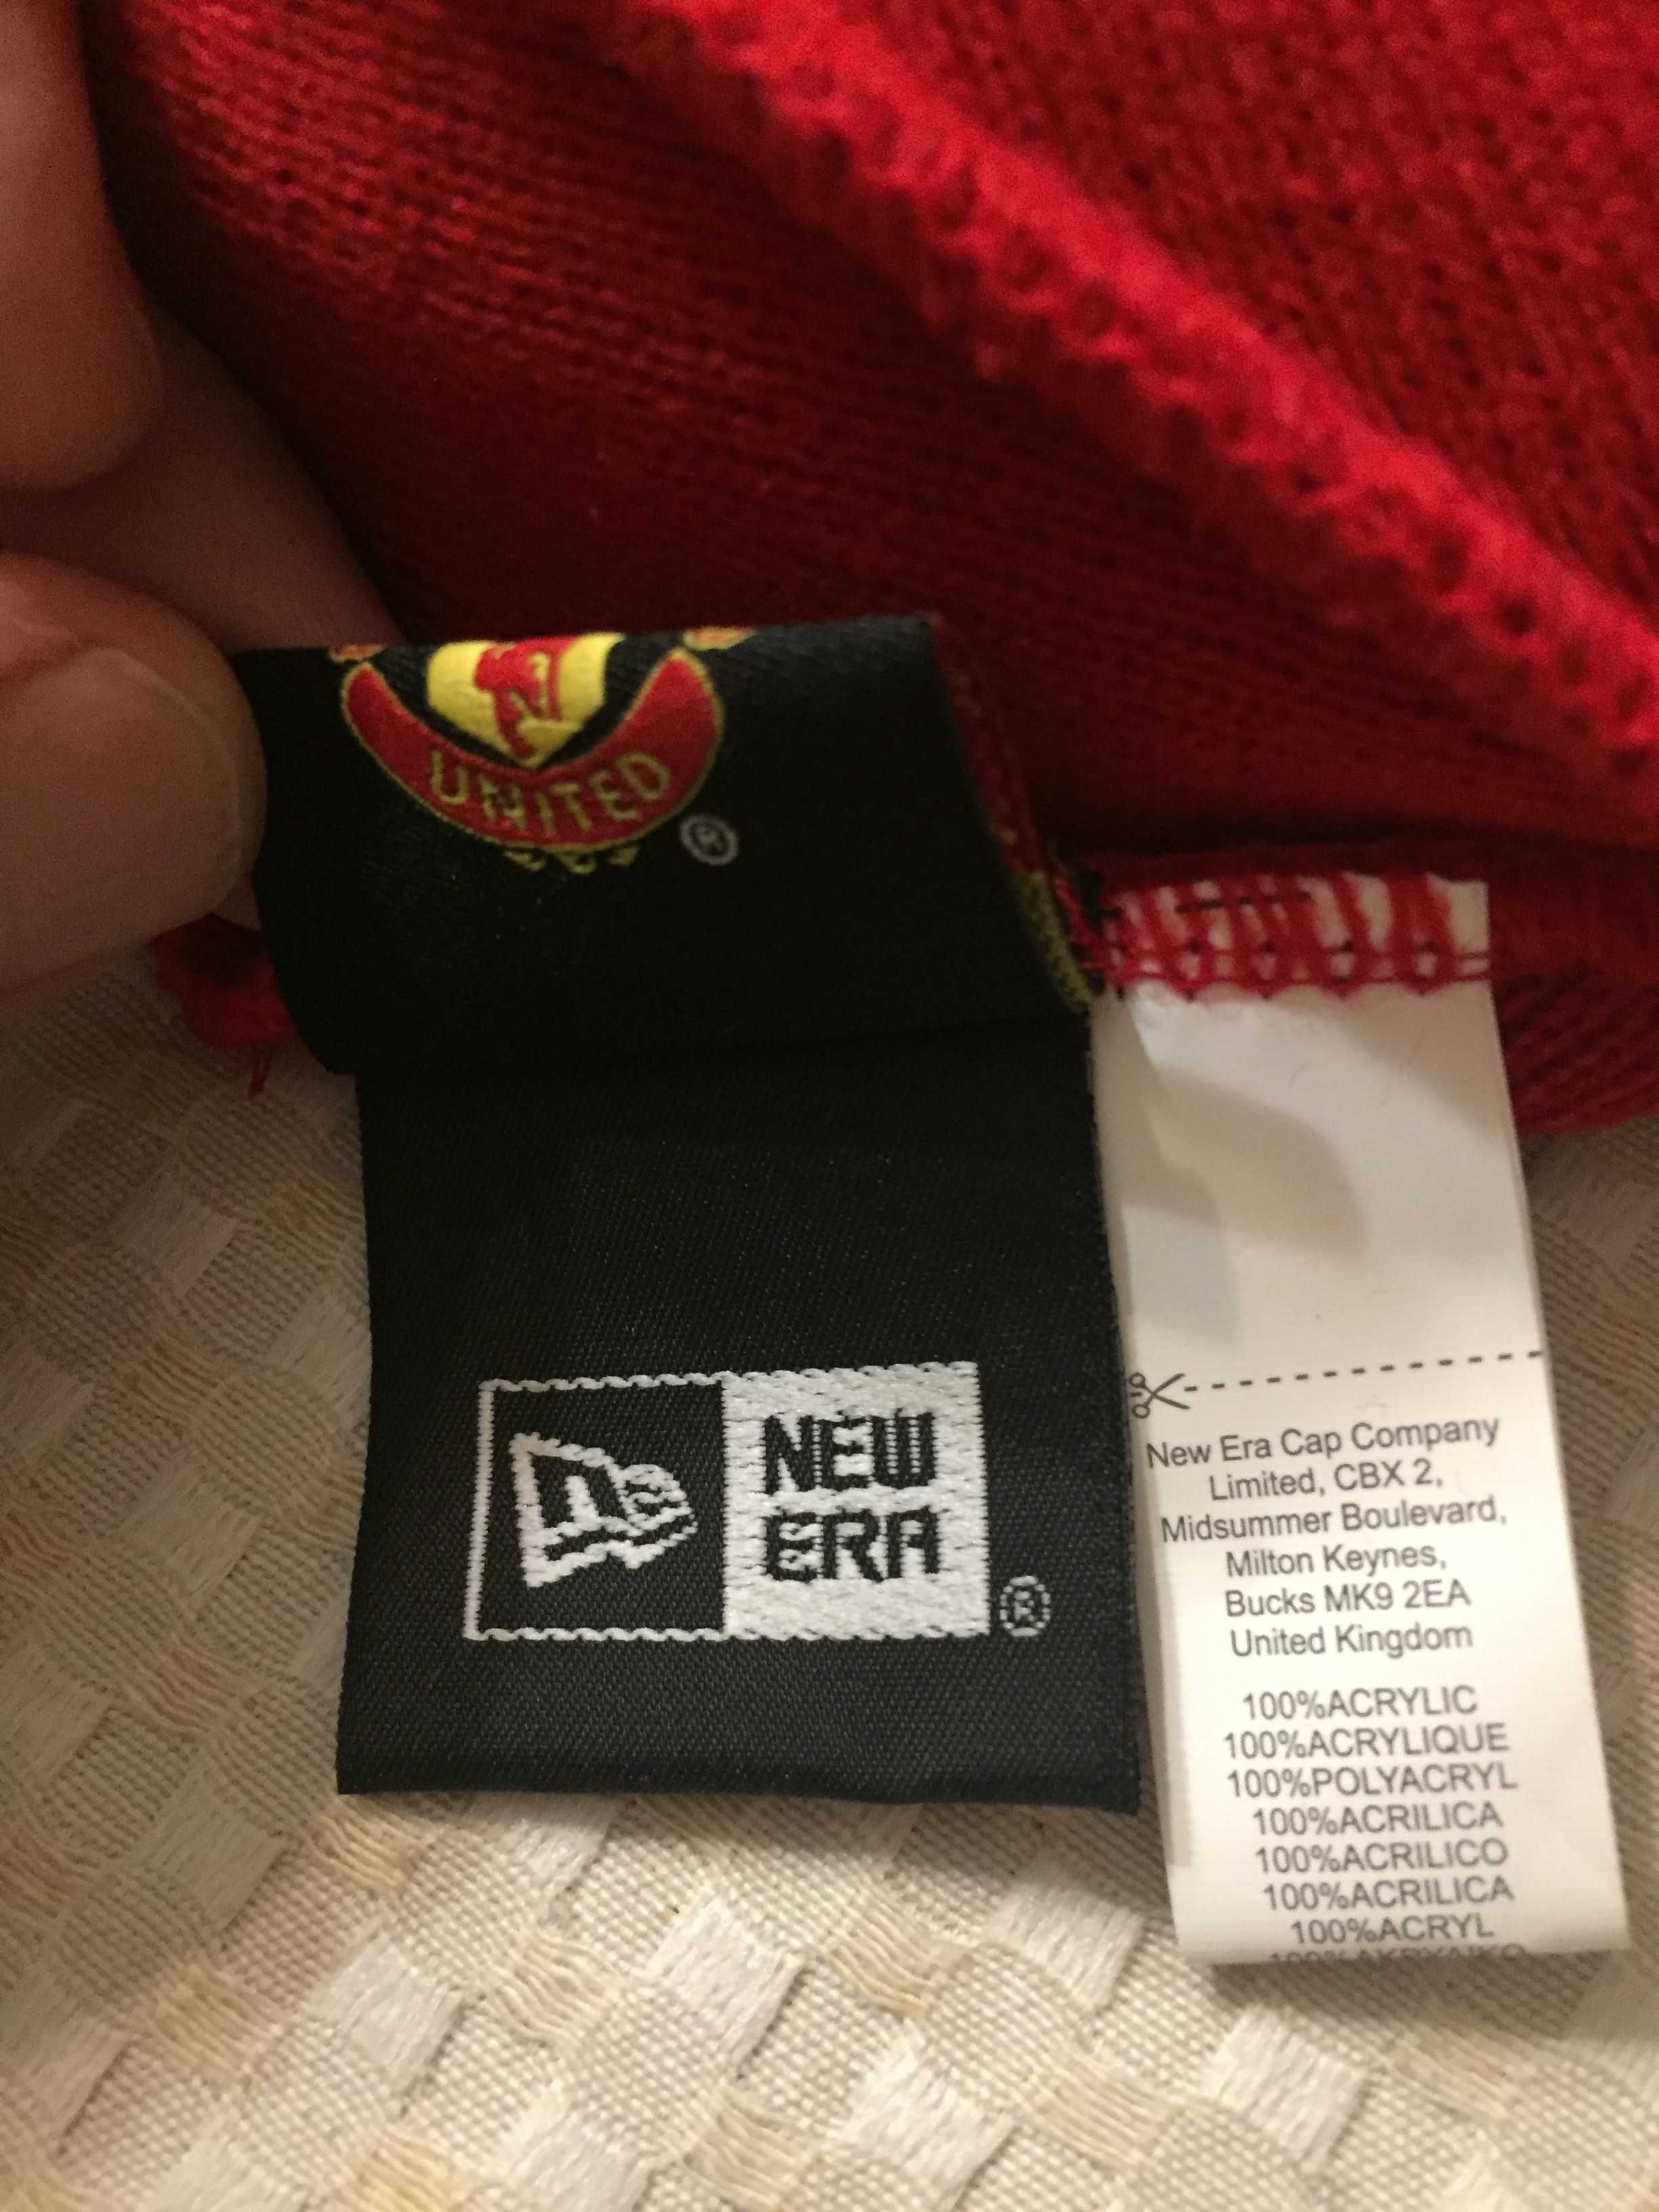 UNITED
®
NEW
ERA
®
New Era Cap Company
Limited, CBX 2,
Midsummer Boulevard,
Milton Keynes,
Bucks MK9 2EA
United Kingdom
100%ACRYLIC
100%ACRYLIQUE
100%POLYACRYL
100%ACRILICA
100%ACRILICO
100%ACRILICA
100%ACRYL